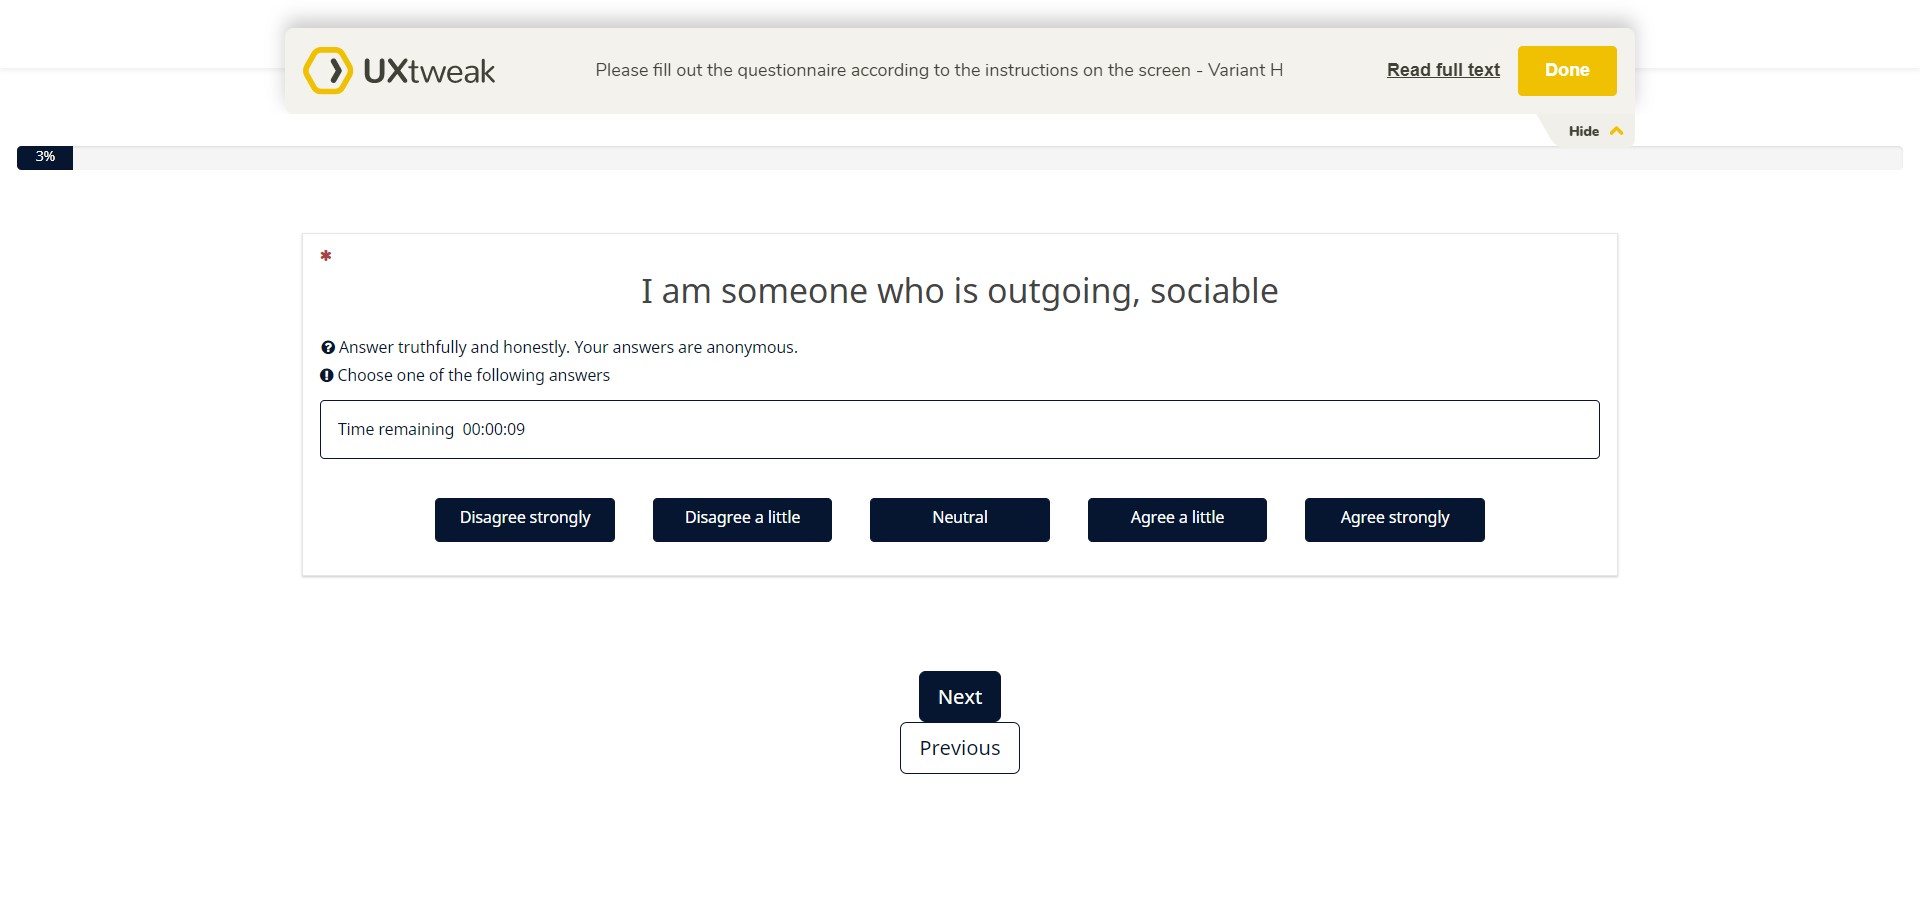 UXtweak
Please fill out the questionnaire according to the instructions on the screen - Variant H
Read full text
Done
Hide
3%
*
I am someone who is outgoing, sociable
Answer truthfully and honestly. Your answers are anonymous.
Choose one of the following answers
Time remaining 00:00:09
Disagree strongly
Disagree a little
Neutral
Agree a little
Agree strongly
Next
Previous